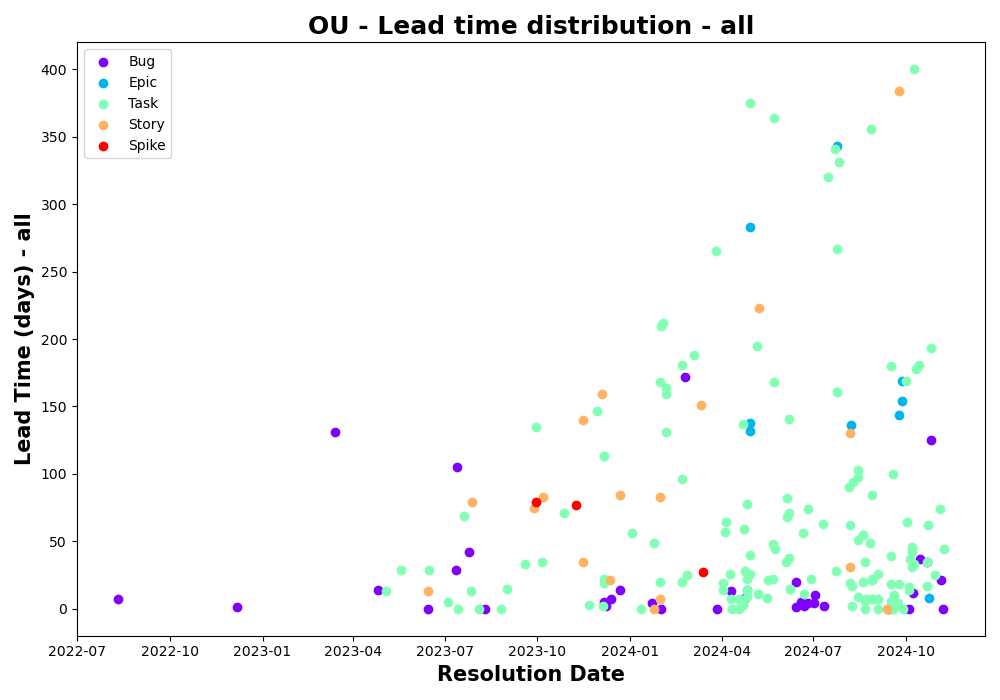 OU - Lead time distribution - all
Bug
Epic
Task
Story
Spike
Lead Time (days) - all
400
350
300
250
200
150
100
50
0
2022-07 2022-10 2023-01 2023-04 2023-07 2023-10 2024-01 2024-04 2024-07 2024-10
Resolution Date